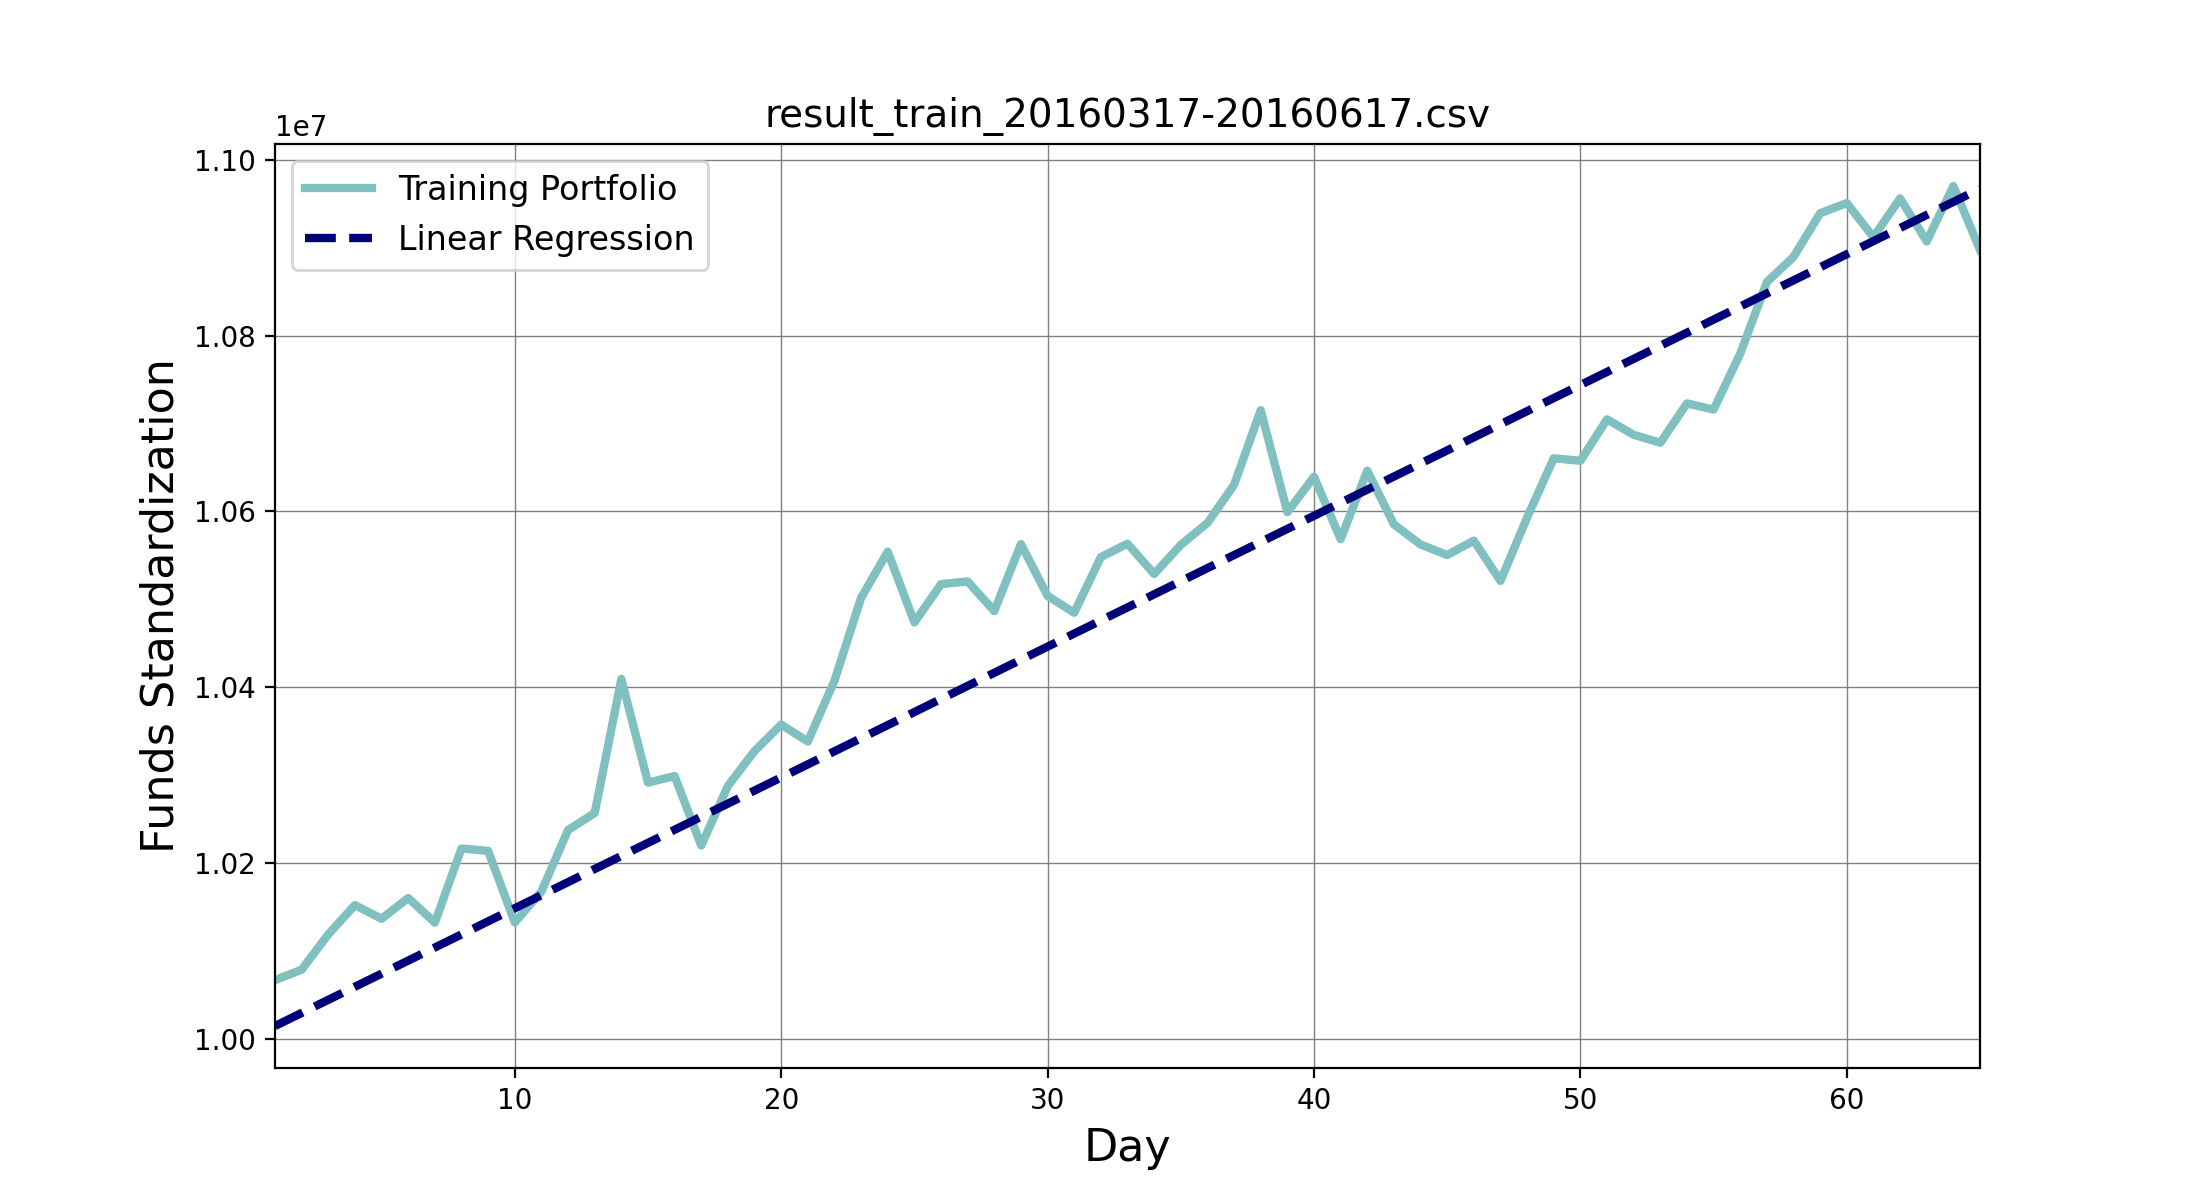 result_train_20160317-20160617.csv
1e7
Training Portfolio
Linear Regression
1.10
1.08
1.06
1.04
1.02
1.00
Funds Standardization
10 20 30 40 50 60
Day